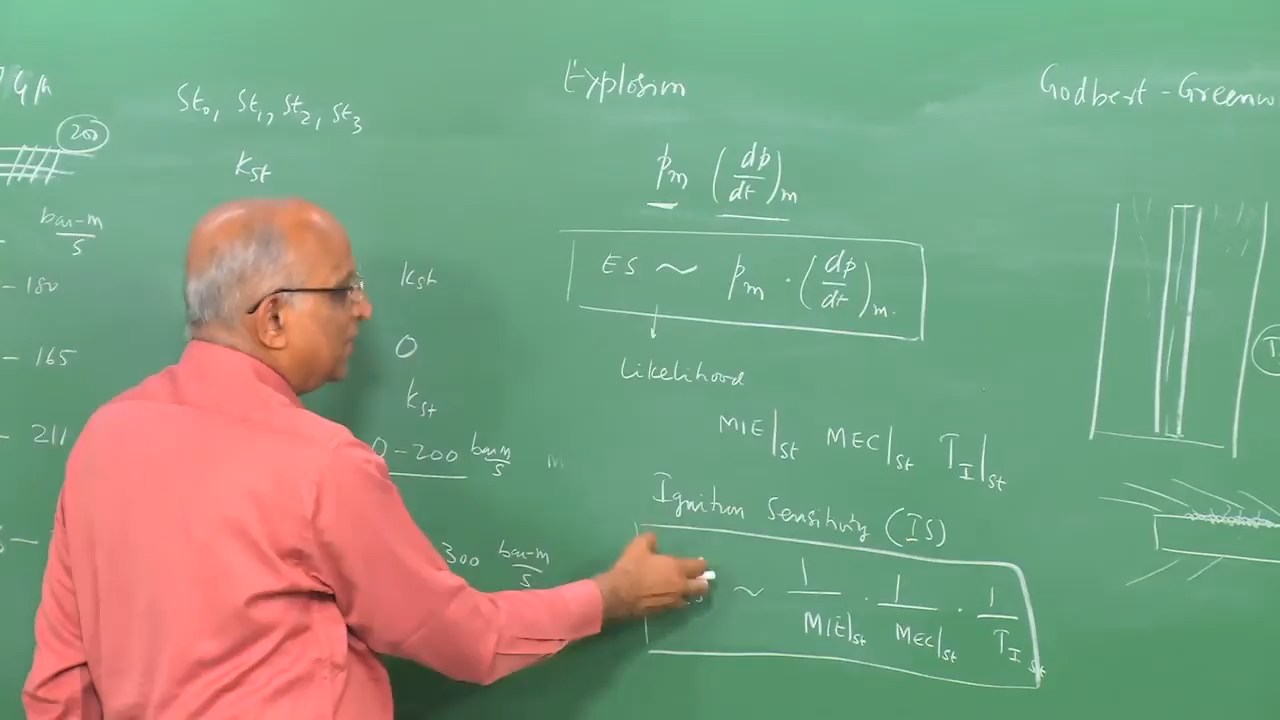 200
bar-m
s
- 180
- 165
- 211
St₀, St₁, St₂, St₃
Kst
Kst
0
Kst
0-200 bar m/s
300 bar-m/s
Explosion
Pm (dp/dt)m
ES ~ Pm · (dp/dt)m.
Likelihood
MIE|st MEC|st TI|st
Ignition Sensitivity (IS)
~ 1/MIE|st · 1/MEC|st · 1/TI st
Godbert-Greenw